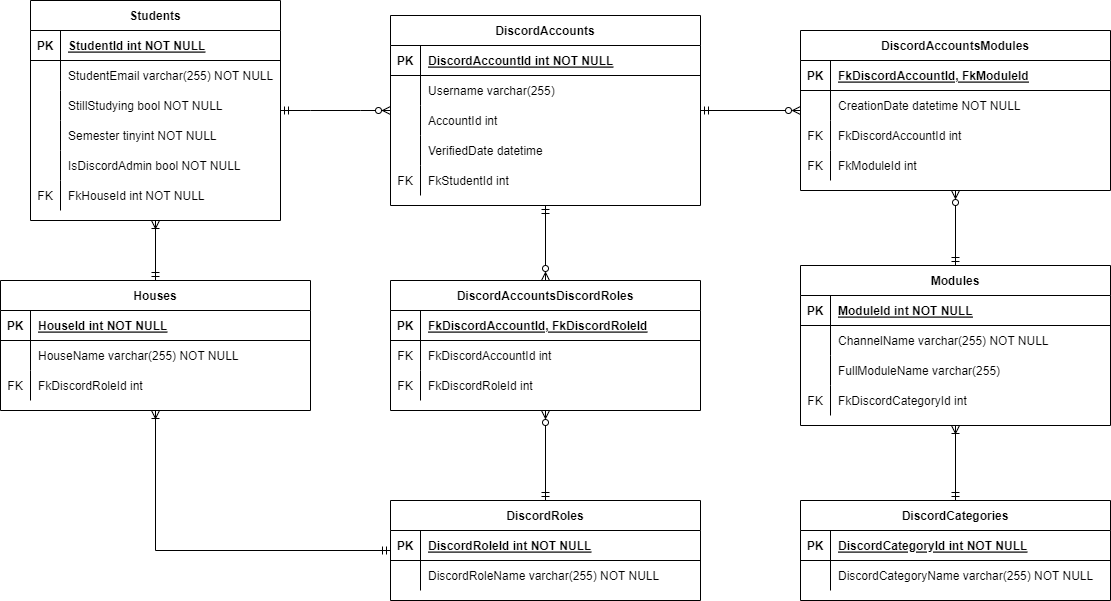 Students
PK StudentId int NOT NULL
StudentEmail varchar(255) NOT NULL
StillStudying bool NOT NULL
Semester tinyint NOT NULL
IsDiscordAdmin bool NOT NULL
FK FkHouseId int NOT NULL
DiscordAccounts
PK DiscordAccountId int NOT NULL
Username varchar(255)
AccountId int
VerifiedDate datetime
FK FkStudentId int
DiscordAccountsModules
PK FkDiscordAccountId, FkModuleId
CreationDate datetime NOT NULL
FK FkDiscordAccountId int
FK FkModuleId int
Houses
PK HouseId int NOT NULL
HouseName varchar(255) NOT NULL
FK FkDiscordRoleId int
DiscordAccountsDiscordRoles
PK FkDiscordAccountId, FkDiscordRoleId
FK FkDiscordAccountId int
FK FkDiscordRoleId int
Modules
PK ModuleId int NOT NULL
ChannelName varchar(255) NOT NULL
FullModuleName varchar(255)
FK FkDiscordCategoryId int
DiscordRoles
PK DiscordRoleId int NOT NULL
DiscordRoleName varchar(255) NOT NULL
DiscordCategories
PK DiscordCategoryId int NOT NULL
DiscordCategoryName varchar(255) NOT NULL